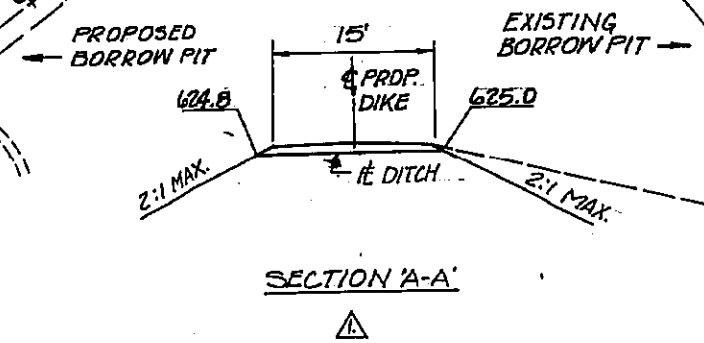 PROPOSED
BORROW PIT
15'
EXISTING
BORROW PIT
℄ PROP.
DIKE
624.8
625.0
DITCH
2:1 MAX.
2:1 MAX.
SECTION 'A-A'
1.